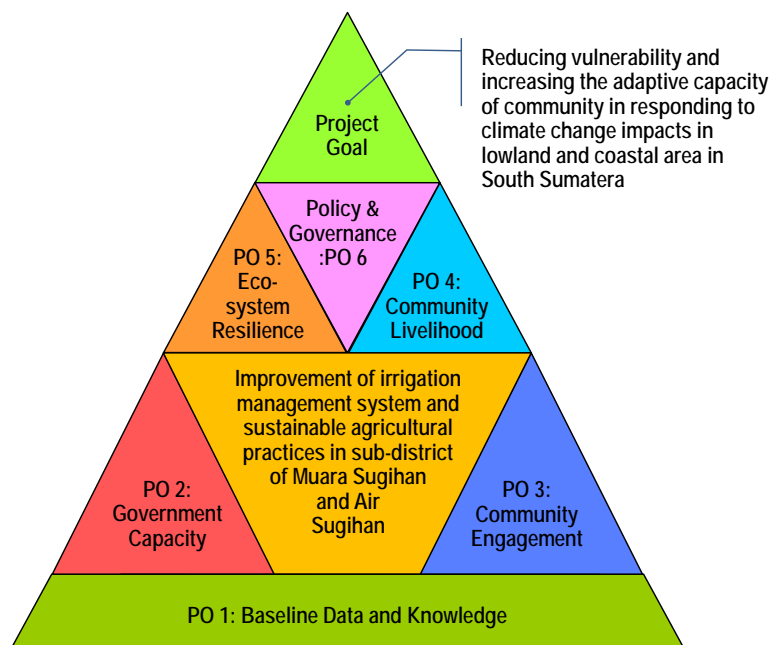 Reducing vulnerability and
increasing the adaptive capacity
of community in responding to
climate change impacts in
lowland and coastal area in
South Sumatera
Project
Goal
Policy &
Governance
:PO 6
PO 5:
Eco-
system
Resilience
PO 4:
Community
Livelihood
Improvement of irrigation
management system and
sustainable agricultural
practices in sub-district
of Muara Sugihan
and Air
Sugihan
PO 2:
Government
Capacity
PO 3:
Community
Engagement
PO 1: Baseline Data and Knowledge